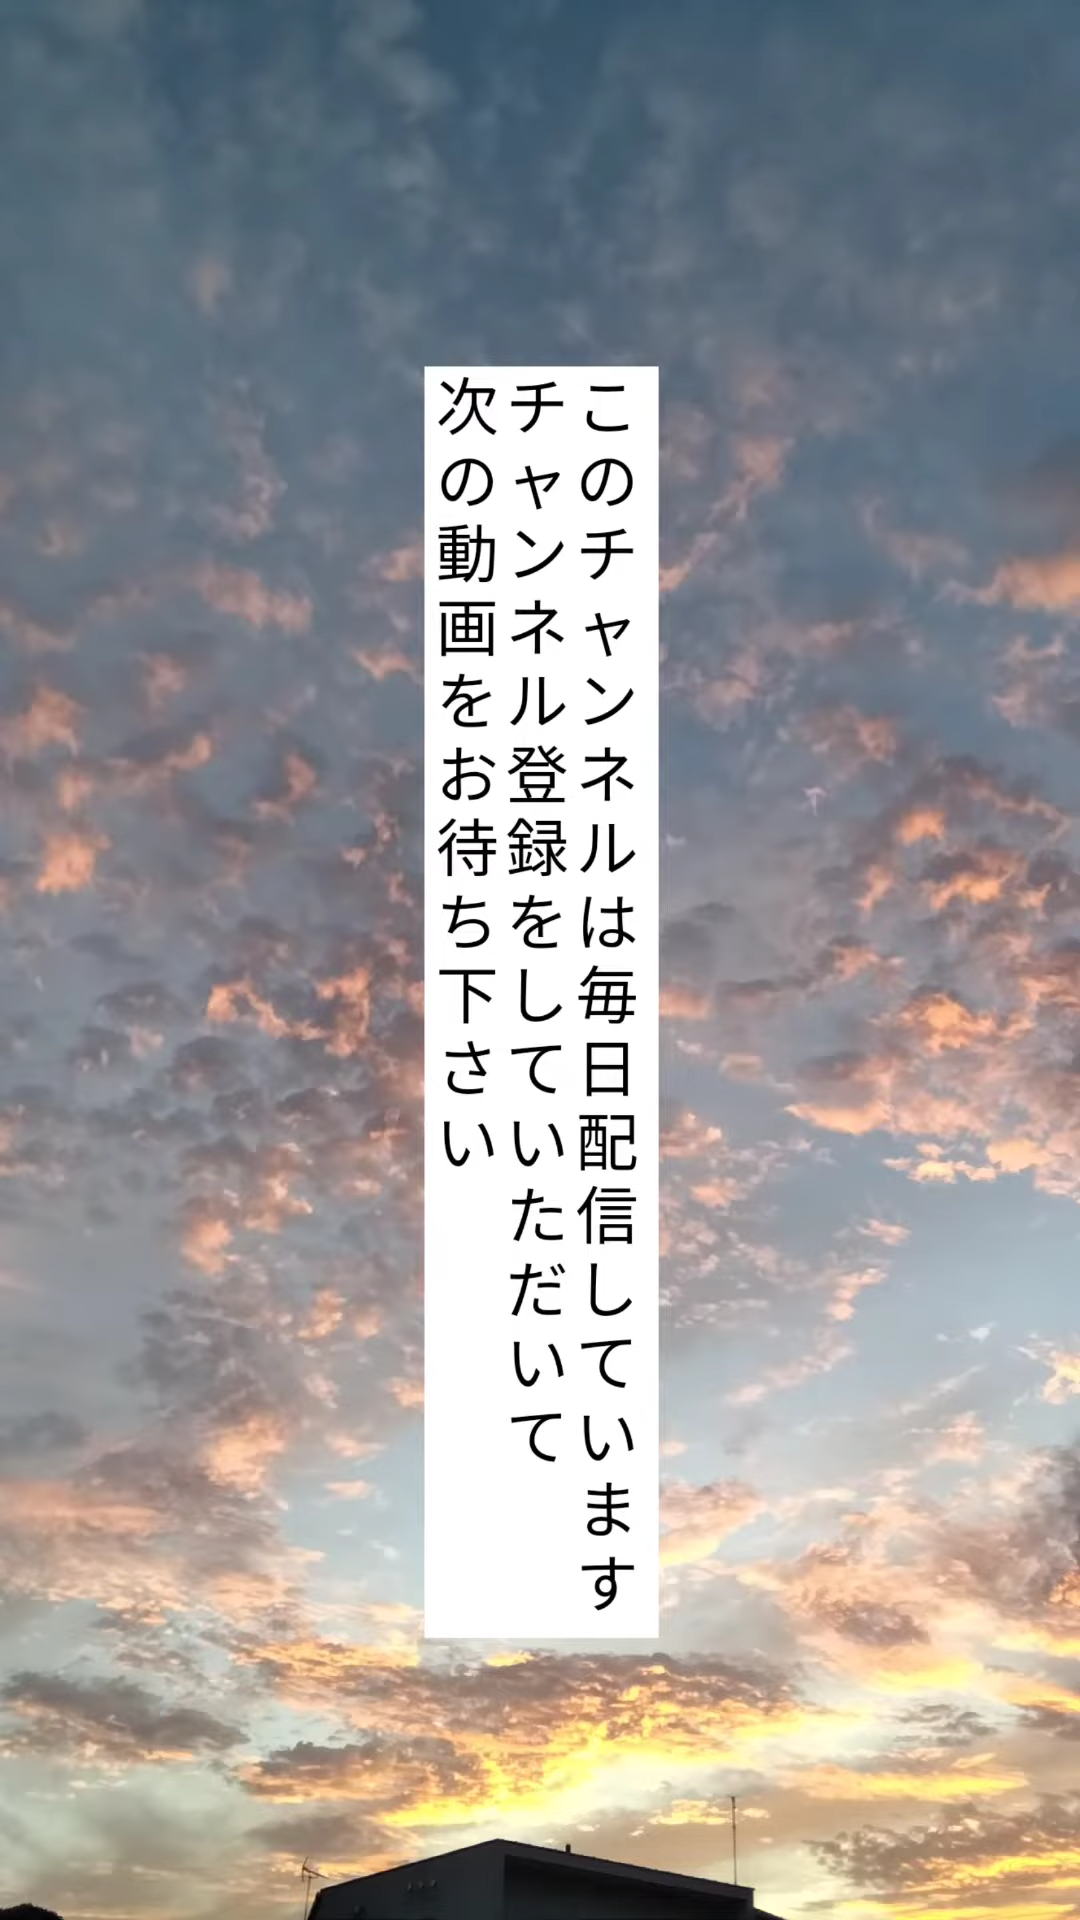 このチャンネルは毎日配信しています
チャンネル登録をしていただいて
次の動画をお待ち下さい